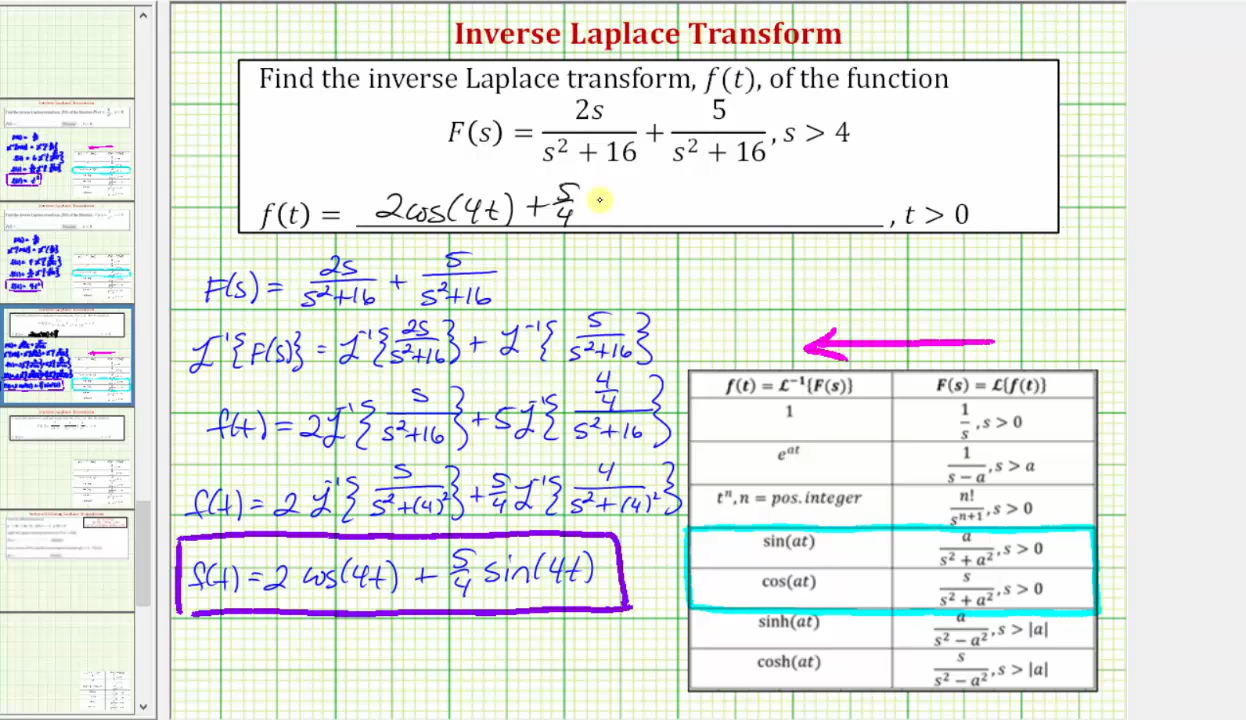 Inverse Laplace Transform
Find the inverse Laplace transform, f(t), of the function
F(s) = 2s/(s² + 16) + 5/(s² + 16), s > 4
f(t) = 2cos(4t) + 5/4 , t > 0
F(s) = 2s/(s²+16) + 5/(s²+16)
ℒ⁻¹{F(s)} = ℒ⁻¹{2s/(s²+16)} + ℒ⁻¹{5/(s²+16)}
f(t) = 2ℒ⁻¹{s/(s²+16)} + 5ℒ⁻¹{(4/4)/(s²+16)}
f(t) = 2 ℒ⁻¹{s/(s²+(4)²)} + 5/4 ℒ⁻¹{4/(s²+(4)²)}
f(t) = 2 cos(4t) + 5/4 sin(4t)
f(t) = ℒ⁻¹{F(s)} F(s) = ℒ{f(t)}
1 1/s, s > 0
e^(at) 1/(s − a), s > a
tⁿ, n = pos. integer n!/s^(n+1), s > 0
sin(at) a/(s² + a²), s > 0
cos(at) s/(s² + a²), s > 0
sinh(at) a/(s² − a²), s > |a|
cosh(at) s/(s² − a²), s > |a|